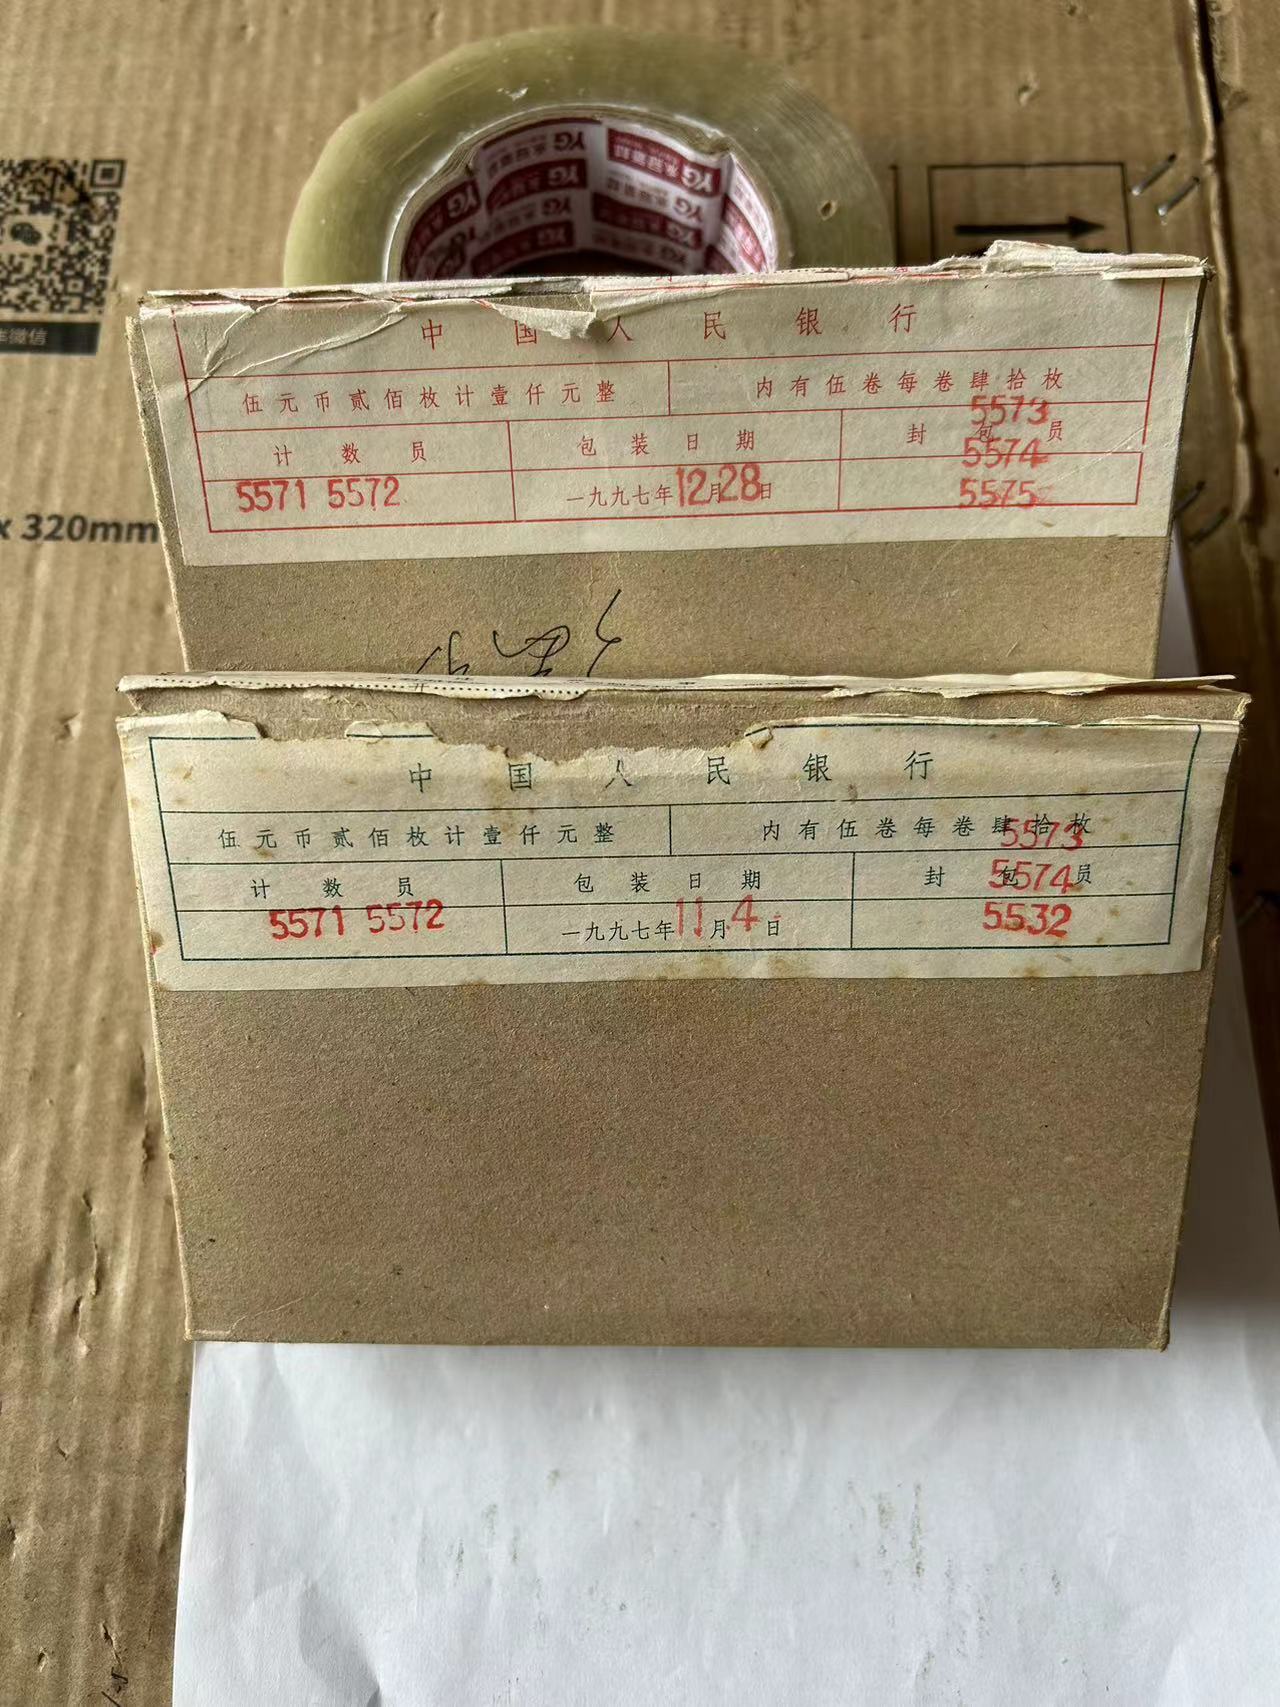 YG 永冠胶封
x 320mm
中国人民银行
伍元币贰佰枚计壹仟元整 内有伍卷每卷肆拾枚
5573
计数员 包装日期 封包员
5574
5571 5572 一九九七年12月28日 5575
中国人民银行
伍元币贰佰枚计壹仟元整 内有伍卷每卷肆拾枚
5573
计数员 包装日期 封包员
5574
5571 5572 一九九七年11月4日 5532